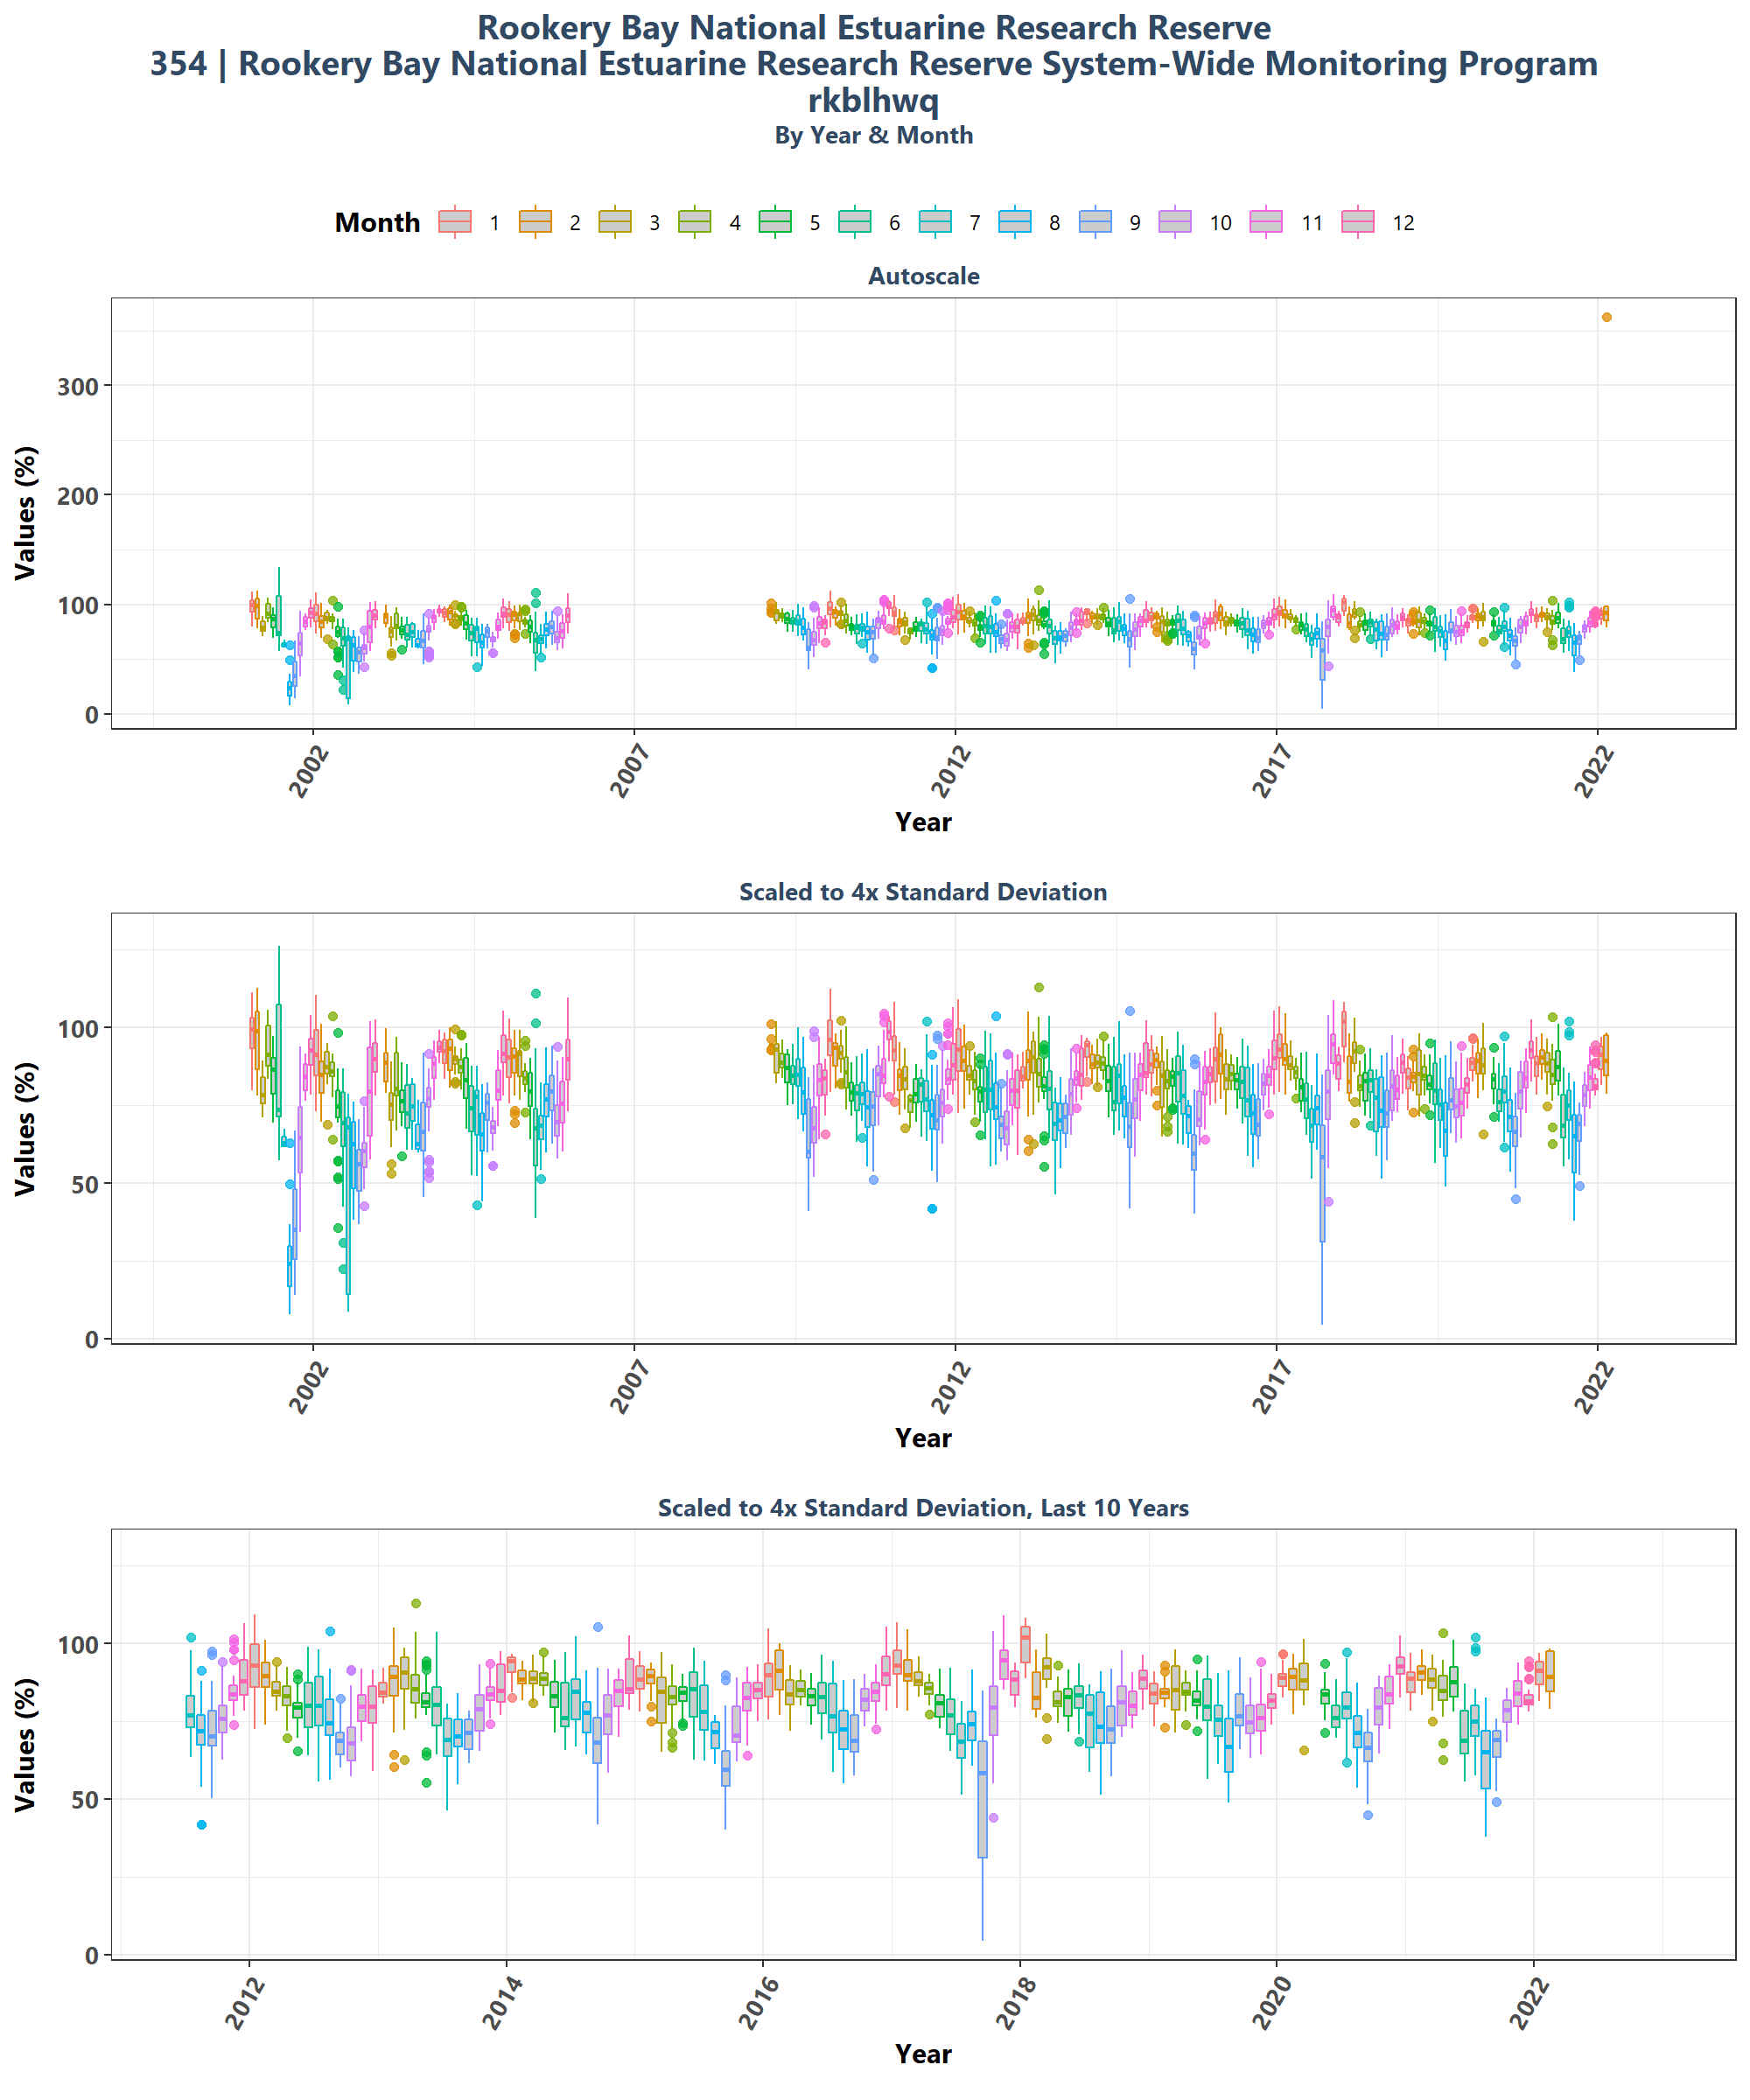 Rookery Bay National Estuarine Research Reserve
354 | Rookery Bay National Estuarine Research Reserve System-Wide Monitoring Program
rkblhwq
By Year & Month
Month 1 2 3 4 5 6 7 8 9 10 11 12
Autoscale
Values (%)
300
200
100
0
2002 2007 2012 2017 2022
Year
Scaled to 4x Standard Deviation
Values (%)
100
50
0
2002 2007 2012 2017 2022
Year
Scaled to 4x Standard Deviation, Last 10 Years
Values (%)
100
50
0
2012 2014 2016 2018 2020 2022
Year